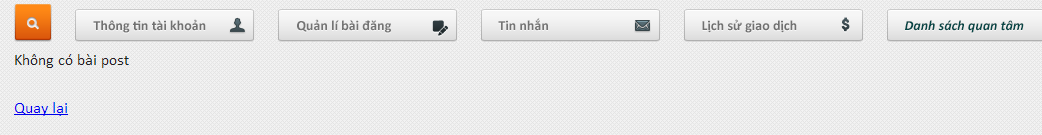 Thông tin tài khoản Quản lí bài đăng Tin nhắn Lịch sử giao dịch $ Danh sách quan tâm
Không có bài post
Quay lại